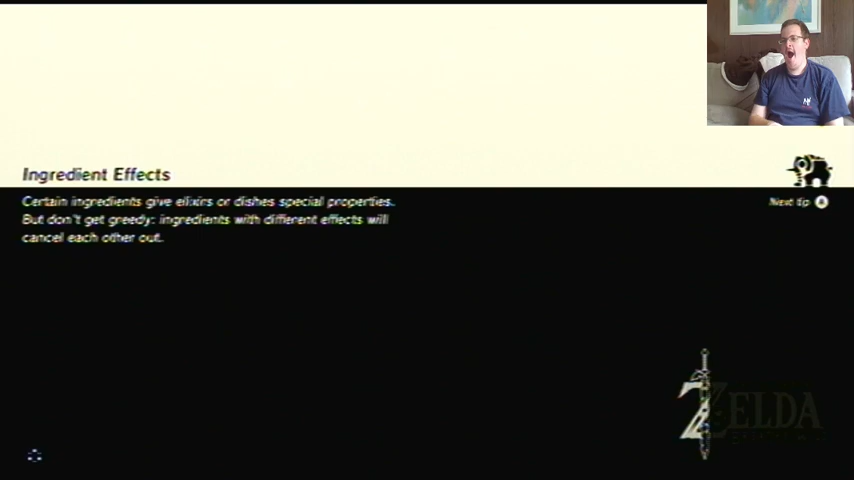 Ingredient Effects
Certain ingredients give elixirs or dishes special properties.
But don't get greedy: ingredients with different effects will
cancel each other out.
Next tip A
ZELDA